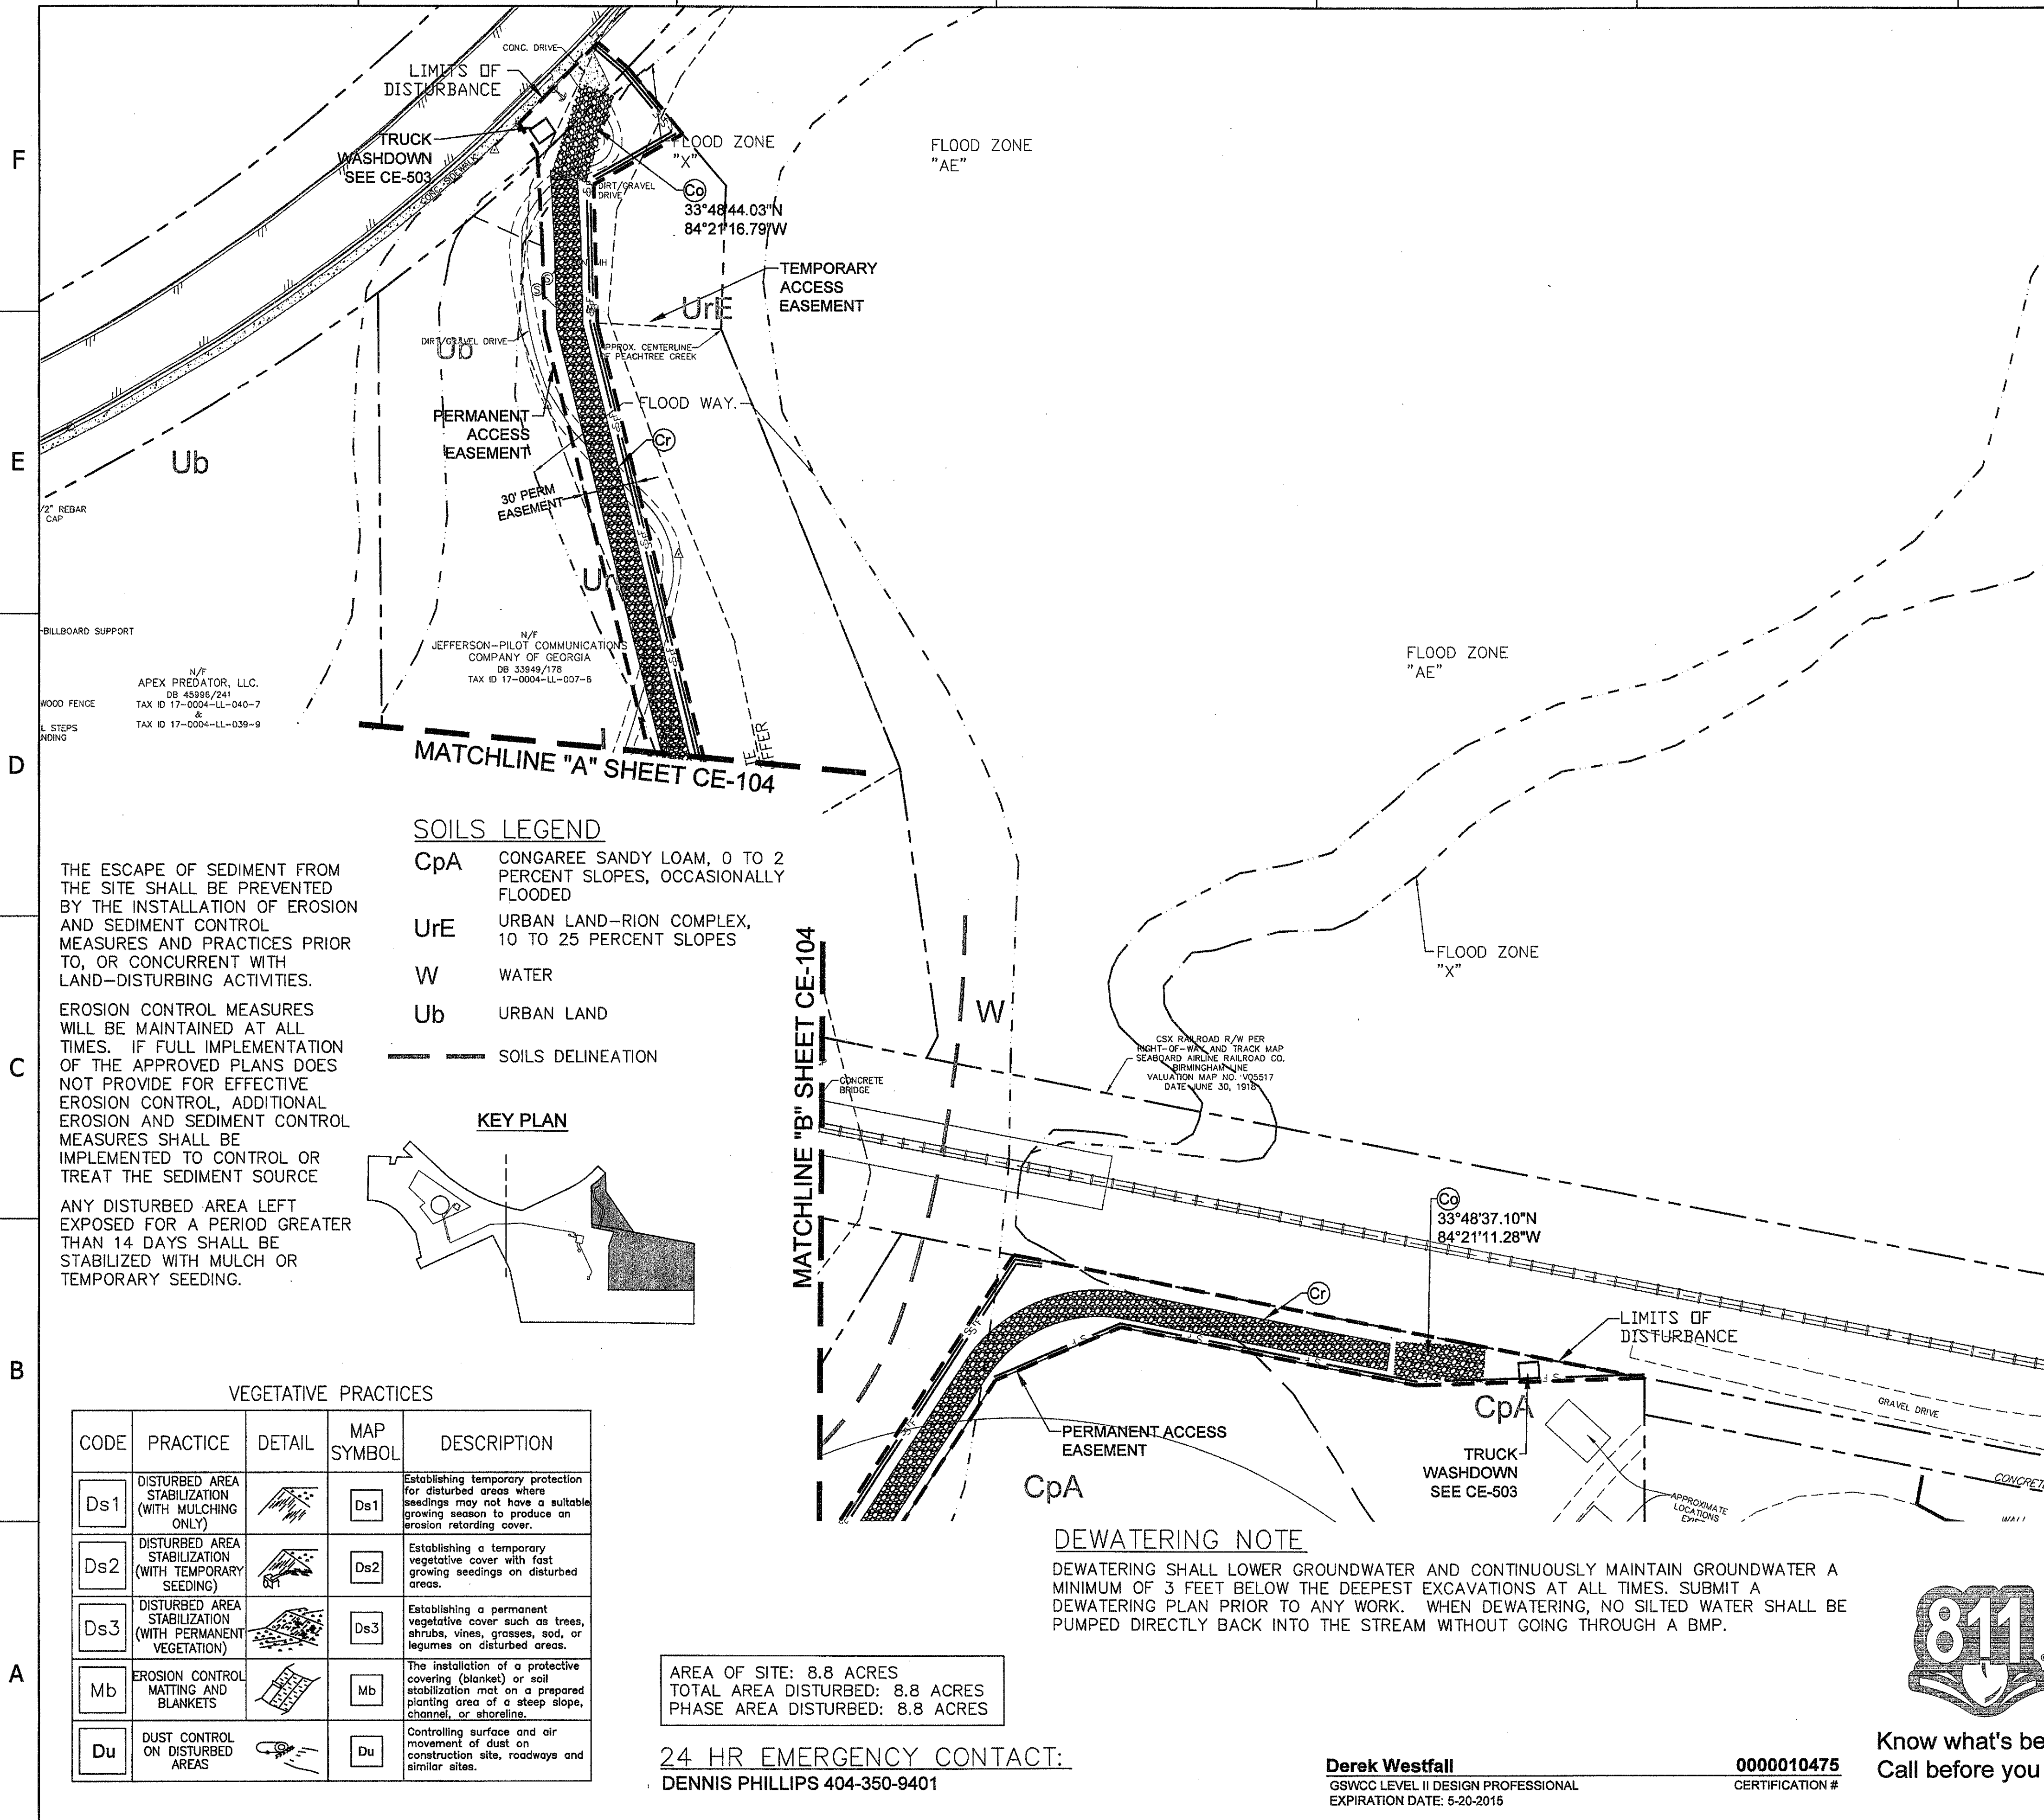 F
E
D
C
B
A
CONC. DRIVE
LIMITS OF
DISTURBANCE
TRUCK
WASHDOWN
SEE CE-503
CONC. SIDEWALK
FLOOD ZONE
"X"
FLOOD ZONE
"AE"
Co
33°48'44.03"N
84°21'16.79"W
DIRT/GRAVEL
DRIVE
MH
S
S
TEMPORARY
ACCESS
EASEMENT
UrE
DIRT/GRAVEL DRIVE
Ub
APPROX. CENTERLINE
OF PEACHTREE CREEK
PERMANENT
ACCESS
EASEMENT
FLOOD WAY.
Cr
Ub
30' PERM
EASEMENT
/2" REBAR
CAP
SF
SF
SF
Ur
BILLBOARD SUPPORT
N/F
APEX PREDATOR, LLC.
DB 45996/241
TAX ID 17-0004-LL-040-7
&
TAX ID 17-0004-LL-039-9
WOOD FENCE
L STEPS
NDING
N/F
JEFFERSON-PILOT COMMUNICATIONS
COMPANY OF GEORGIA
DB 33949/178
TAX ID 17-0004-LL-007-6
FLOOD ZONE
"AE"
MATCHLINE "A" SHEET CE-104
TE
FFER
SOILS LEGEND
CpA CONGAREE SANDY LOAM, 0 TO 2
PERCENT SLOPES, OCCASIONALLY
FLOODED
UrE URBAN LAND-RION COMPLEX,
10 TO 25 PERCENT SLOPES
W WATER
Ub URBAN LAND
SOILS DELINEATION
THE ESCAPE OF SEDIMENT FROM
THE SITE SHALL BE PREVENTED
BY THE INSTALLATION OF EROSION
AND SEDIMENT CONTROL
MEASURES AND PRACTICES PRIOR
TO, OR CONCURRENT WITH
LAND-DISTURBING ACTIVITIES.
EROSION CONTROL MEASURES
WILL BE MAINTAINED AT ALL
TIMES. IF FULL IMPLEMENTATION
OF THE APPROVED PLANS DOES
NOT PROVIDE FOR EFFECTIVE
EROSION CONTROL, ADDITIONAL
EROSION AND SEDIMENT CONTROL
MEASURES SHALL BE
IMPLEMENTED TO CONTROL OR
TREAT THE SEDIMENT SOURCE
ANY DISTURBED AREA LEFT
EXPOSED FOR A PERIOD GREATER
THAN 14 DAYS SHALL BE
STABILIZED WITH MULCH OR
TEMPORARY SEEDING.
KEY PLAN
MATCHLINE "B" SHEET CE-104
W
FLOOD ZONE
"X"
CSX RAILROAD R/W PER
RIGHT-OF-WAY AND TRACK MAP
SEABOARD AIRLINE RAILROAD CO.
BIRMINGHAM LINE
VALUATION MAP NO. V05517
DATE JUNE 30, 1918
CONCRETE
BRIDGE
Co
33°48'37.10"N
84°21'11.28"W
Cr
LIMITS OF
DISTURBANCE
SF
SF
SF
SF
SF
GRAVEL DRIVE
CpA
PERMANENT ACCESS
EASEMENT
CpA
TRUCK
WASHDOWN
SEE CE-503
APPROXIMATE
LOCATIONS
VEGETATIVE PRACTICES
CODE PRACTICE DETAIL MAP SYMBOL DESCRIPTION
Ds1
DISTURBED AREA
STABILIZATION
(WITH MULCHING
ONLY)
Ds1
Establishing temporary protection
for disturbed areas where
seedings may not have a suitable
growing season to produce an
erosion retarding cover.
Ds2
DISTURBED AREA
STABILIZATION
(WITH TEMPORARY
SEEDING)
Ds2
Establishing a temporary
vegetative cover with fast
growing seedings on disturbed
areas.
Ds3
DISTURBED AREA
STABILIZATION
(WITH PERMANENT
VEGETATION)
Ds3
Establishing a permanent
vegetative cover such as trees,
shrubs, vines, grasses, sod, or
legumes on disturbed areas.
Mb
EROSION CONTROL
MATTING AND
BLANKETS
Mb
The installation of a protective
covering (blanket) or soil
stabilization mat on a prepared
planting area of a steep slope,
channel, or shoreline.
Du
DUST CONTROL
ON DISTURBED
AREAS
Du
Controlling surface and air
movement of dust on
construction site, roadways and
similar sites.
DEWATERING NOTE
DEWATERING SHALL LOWER GROUNDWATER AND CONTINUOUSLY MAINTAIN GROUNDWATER A
MINIMUM OF 3 FEET BELOW THE DEEPEST EXCAVATIONS AT ALL TIMES. SUBMIT A
DEWATERING PLAN PRIOR TO ANY WORK. WHEN DEWATERING, NO SILTED WATER SHALL BE
PUMPED DIRECTLY BACK INTO THE STREAM WITHOUT GOING THROUGH A BMP.
AREA OF SITE: 8.8 ACRES
TOTAL AREA DISTURBED: 8.8 ACRES
PHASE AREA DISTURBED: 8.8 ACRES
24 HR EMERGENCY CONTACT:
DENNIS PHILLIPS 404-350-9401
Derek Westfall 0000010475
GSWCC LEVEL II DESIGN PROFESSIONAL CERTIFICATION #
EXPIRATION DATE: 5-20-2015
811
Know what's be
Call before you